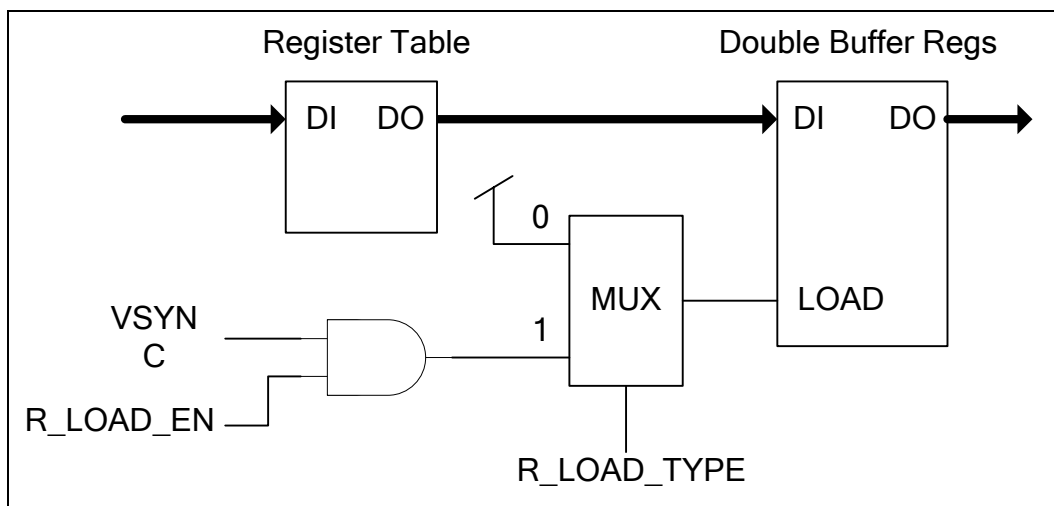 Register Table
Double Buffer Regs
DI DO
DI DO
0
MUX
LOAD
VSYN
C
1
R_LOAD_EN
R_LOAD_TYPE